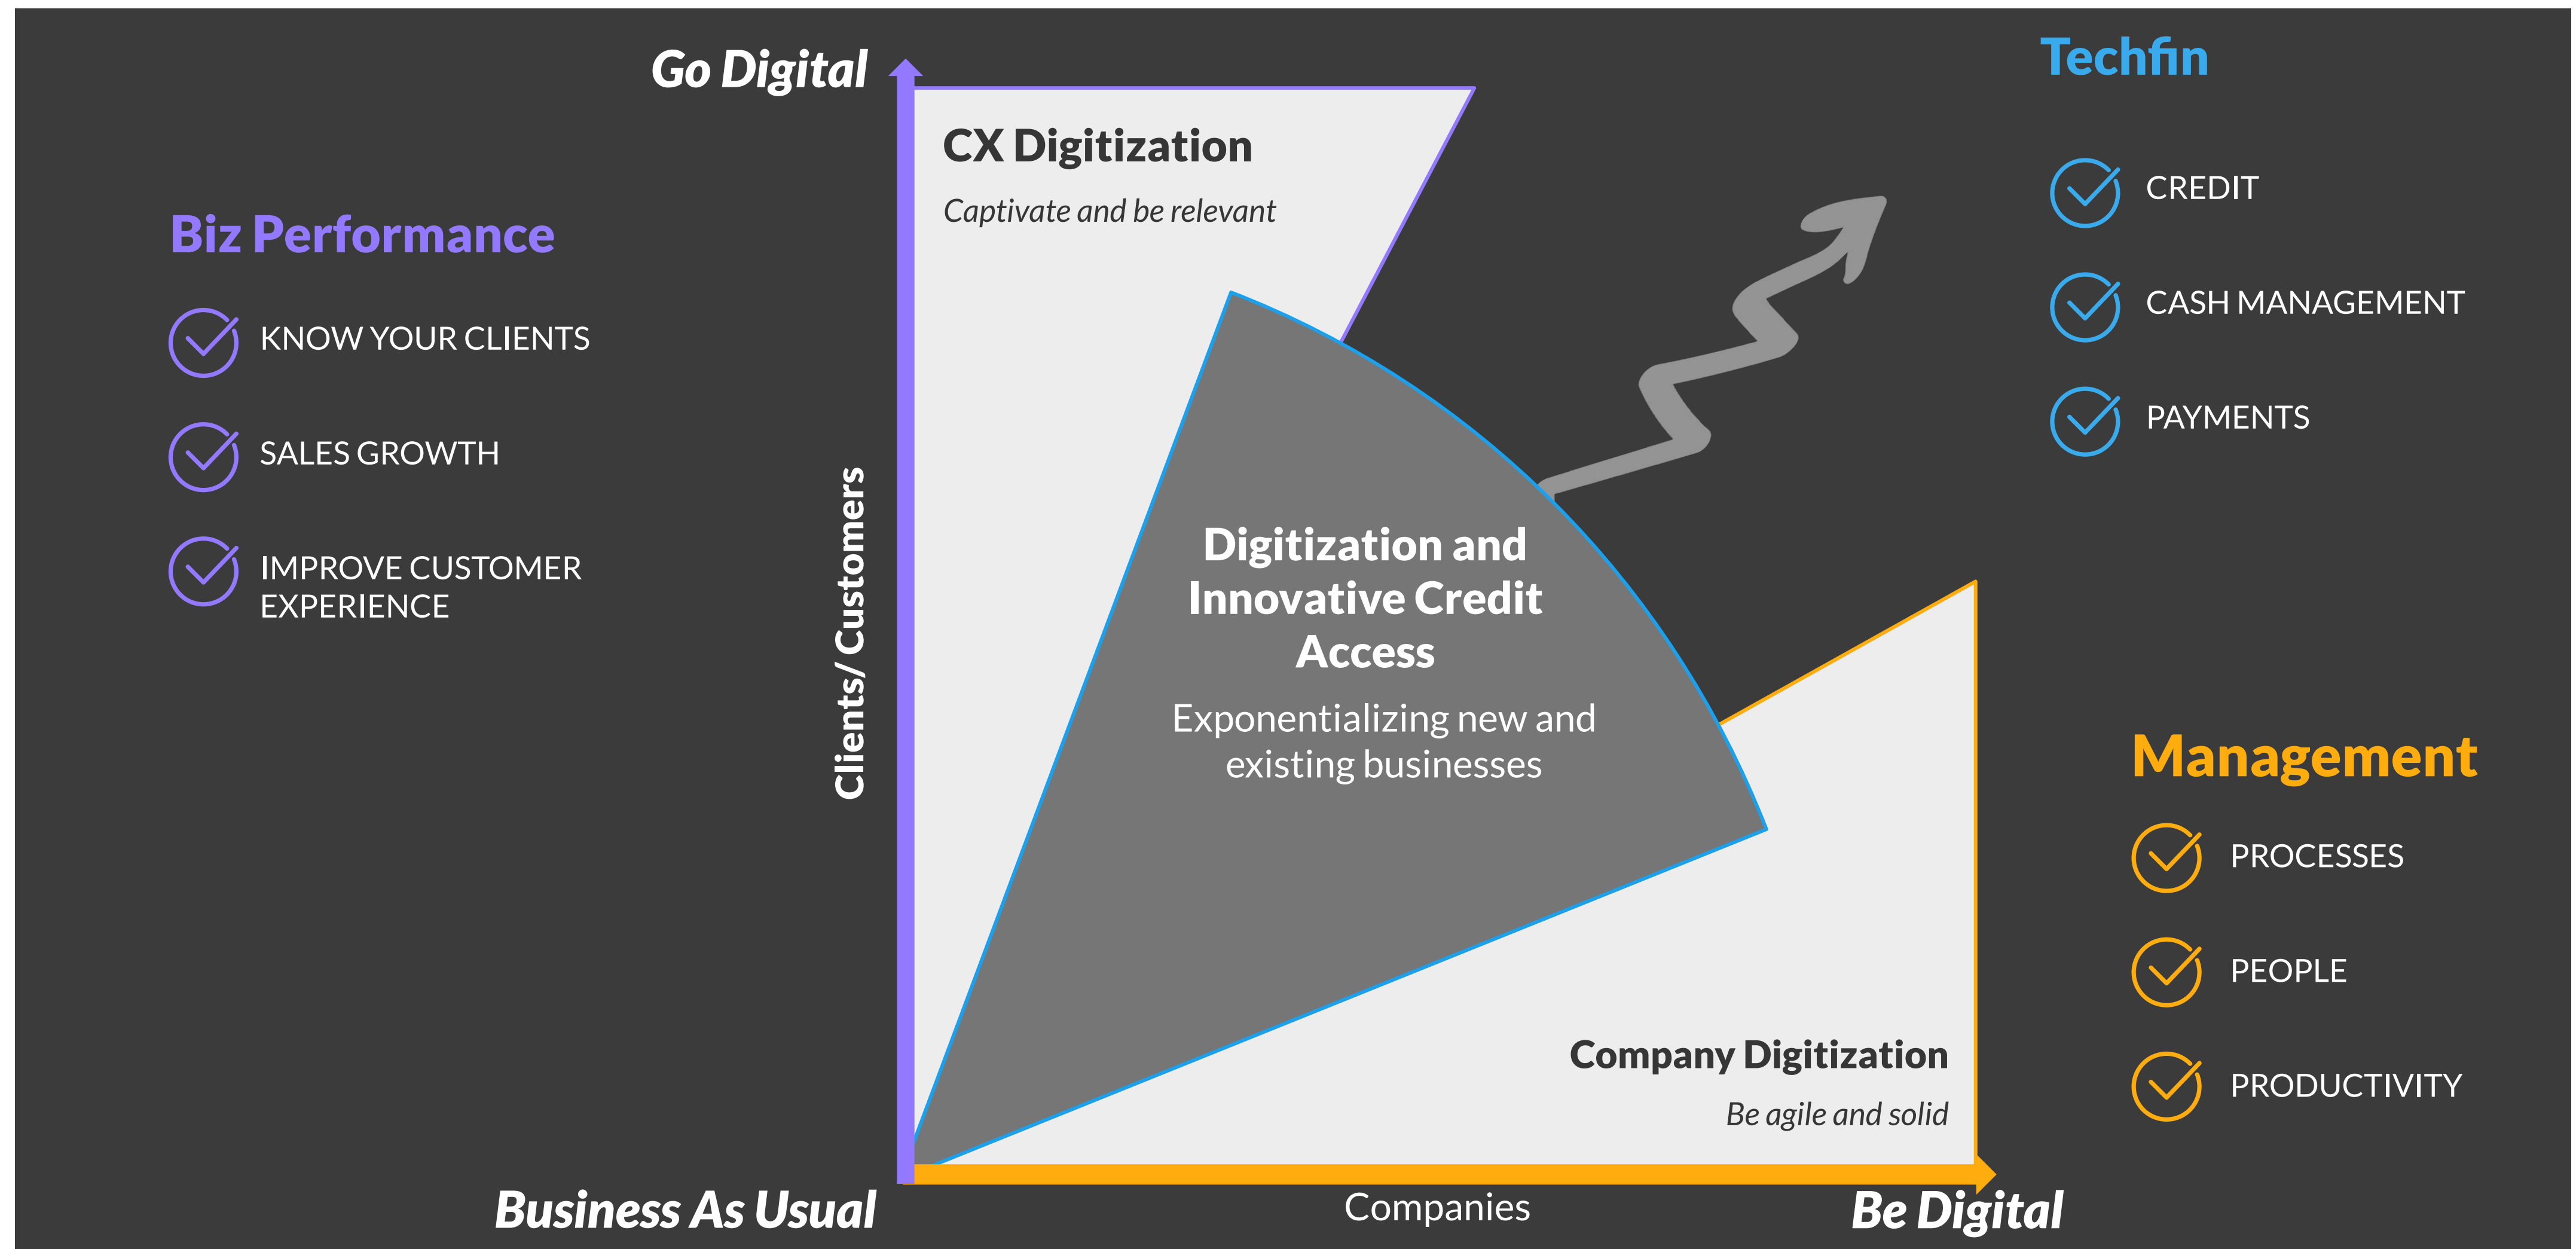 Go Digital
Techfin
CX Digitization
Captivate and be relevant
CREDIT
CASH MANAGEMENT
PAYMENTS
Biz Performance
KNOW YOUR CLIENTS
SALES GROWTH
IMPROVE CUSTOMER
EXPERIENCE
Clients/ Customers
Digitization and
Innovative Credit
Access
Exponentializing new and
existing businesses
Management
PROCESSES
PEOPLE
PRODUCTIVITY
Company Digitization
Be agile and solid
Business As Usual
Companies
Be Digital